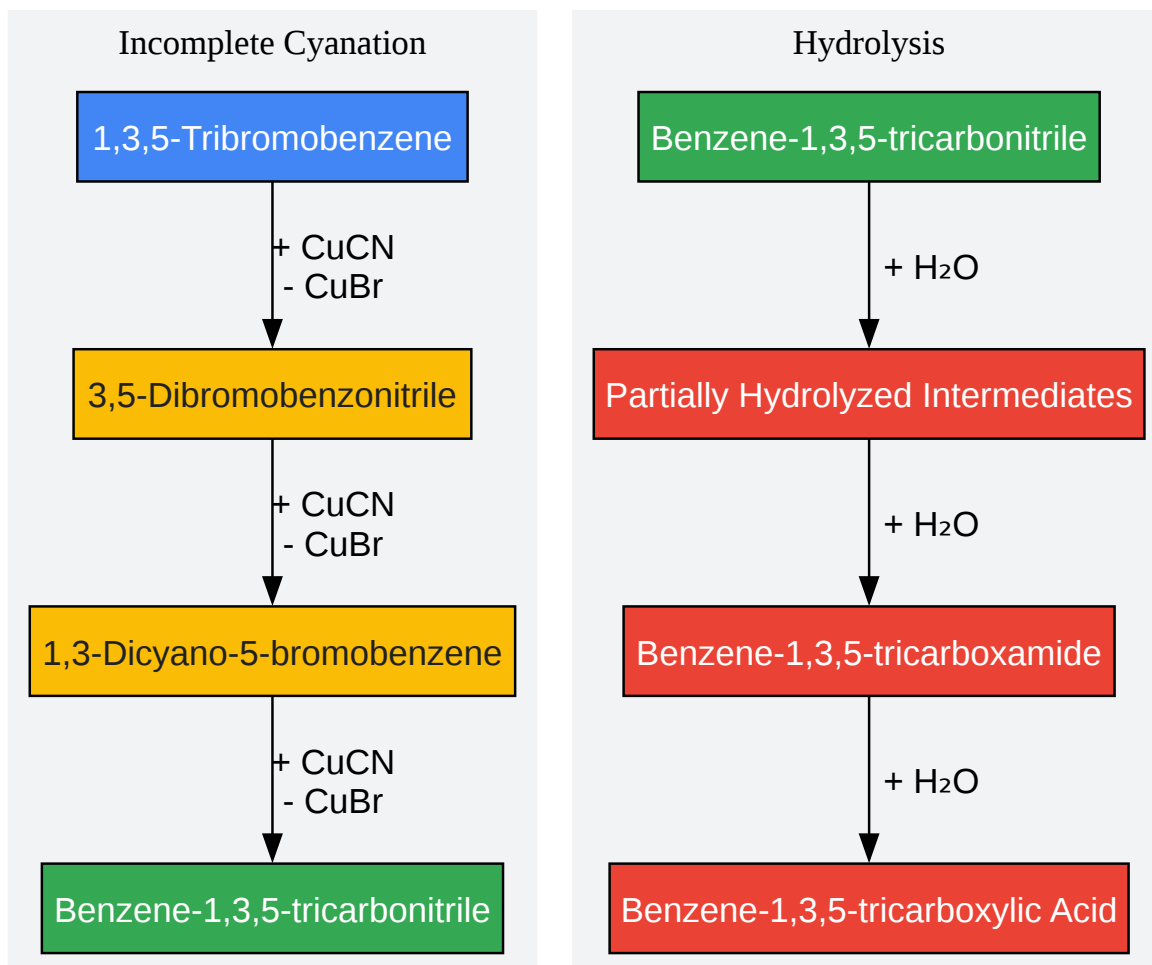 Incomplete Cyanation
1,3,5-Tribromobenzene
+ CuCN
- CuBr
3,5-Dibromobenzonitrile
+ CuCN
- CuBr
1,3-Dicyano-5-bromobenzene
+ CuCN
- CuBr
Benzene-1,3,5-tricarbonitrile
Hydrolysis
Benzene-1,3,5-tricarbonitrile
+ H₂O
Partially Hydrolyzed Intermediates
+ H₂O
Benzene-1,3,5-tricarboxamide
+ H₂O
Benzene-1,3,5-tricarboxylic Acid